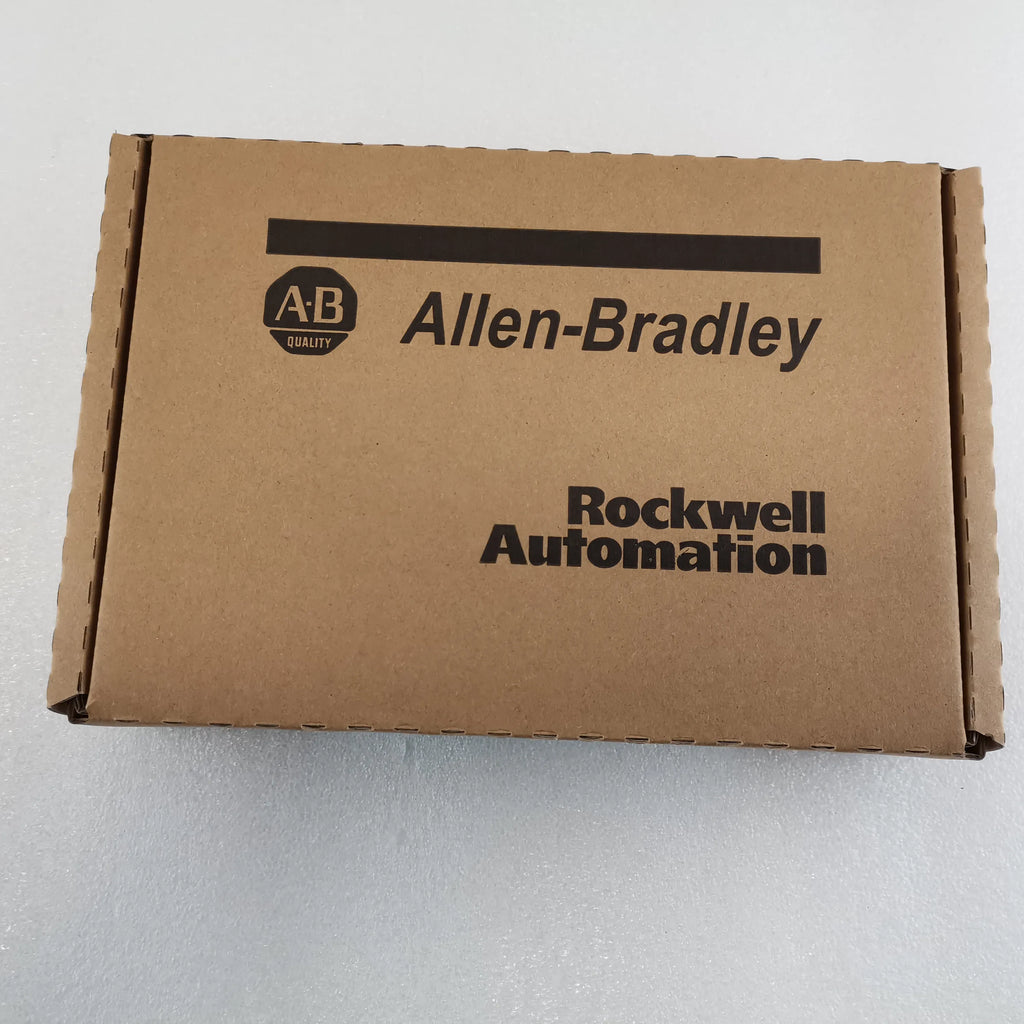 A-B
QUALITY
Allen-Bradley
Rockwell
Automation